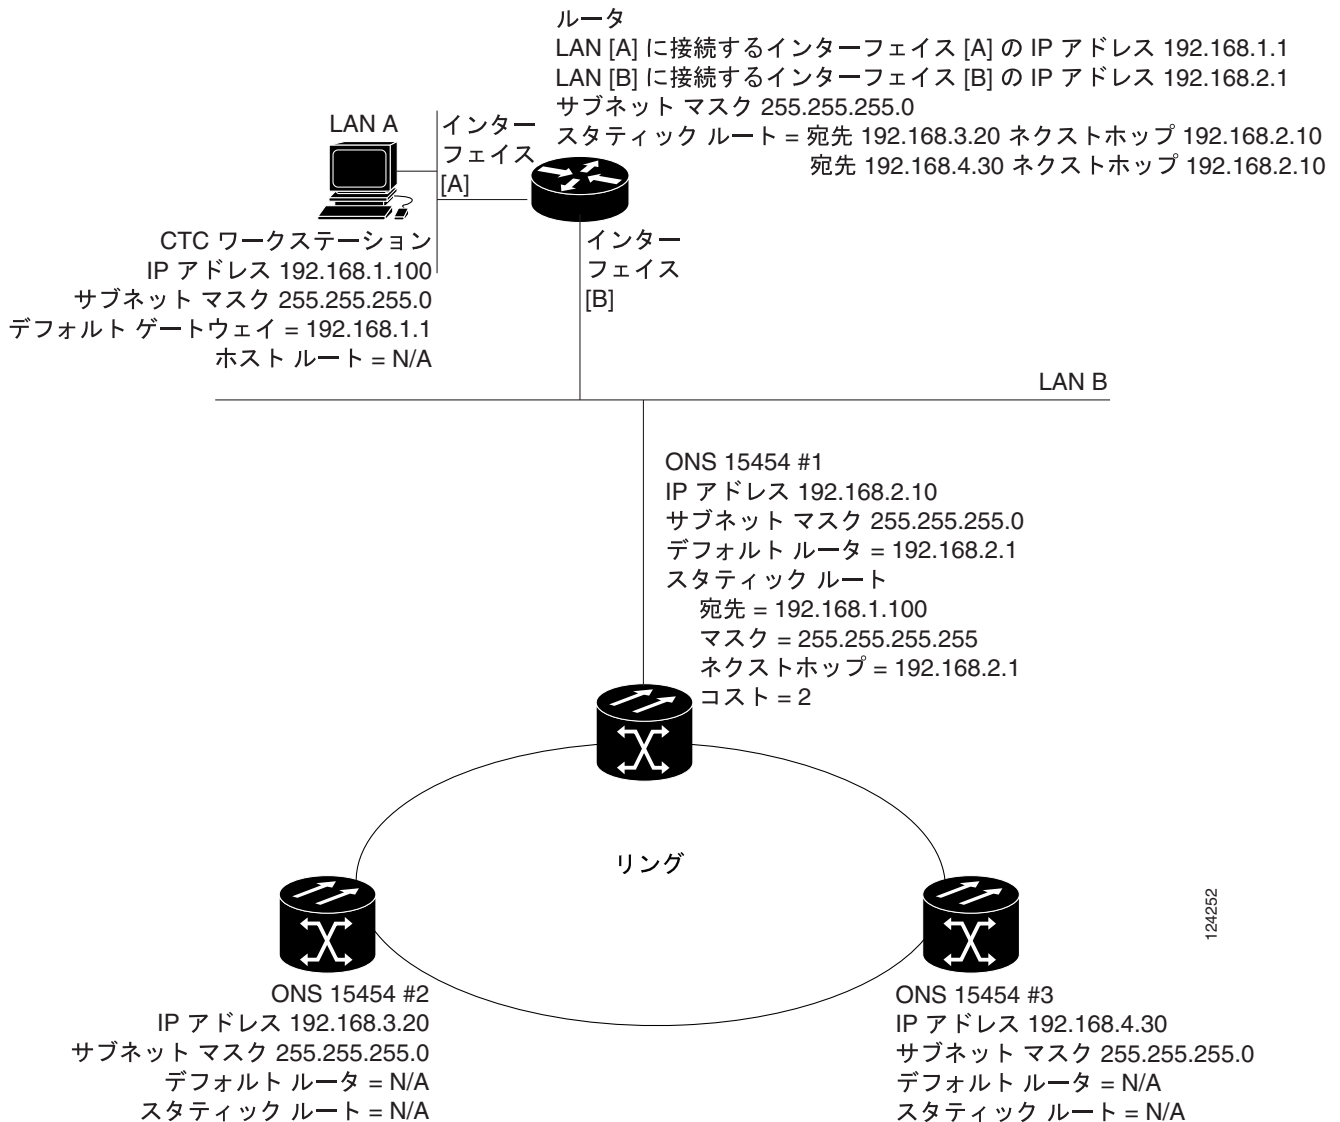 ルータ
LAN [A] に接続するインターフェイス [A] の IP アドレス 192.168.1.1
LAN [B] に接続するインターフェイス [B] の IP アドレス 192.168.2.1
サブネット マスク 255.255.255.0
スタティック ルート = 宛先 192.168.3.20 ネクストホップ 192.168.2.10
宛先 192.168.4.30 ネクストホップ 192.168.2.10
LAN A
インター
フェイス
[A]
CTC ワークステーション
IP アドレス 192.168.1.100
サブネット マスク 255.255.255.0
デフォルト ゲートウェイ = 192.168.1.1
ホスト ルート = N/A
インター
フェイス
[B]
LAN B
ONS 15454 #1
IP アドレス 192.168.2.10
サブネット マスク 255.255.255.0
デフォルト ルータ = 192.168.2.1
スタティック ルート
宛先 = 192.168.1.100
マスク = 255.255.255.255
ネクストホップ = 192.168.2.1
コスト = 2
リング
ONS 15454 #2
IP アドレス 192.168.3.20
サブネット マスク 255.255.255.0
デフォルト ルータ = N/A
スタティック ルート = N/A
ONS 15454 #3
IP アドレス 192.168.4.30
サブネット マスク 255.255.255.0
デフォルト ルータ = N/A
スタティック ルート = N/A
124252